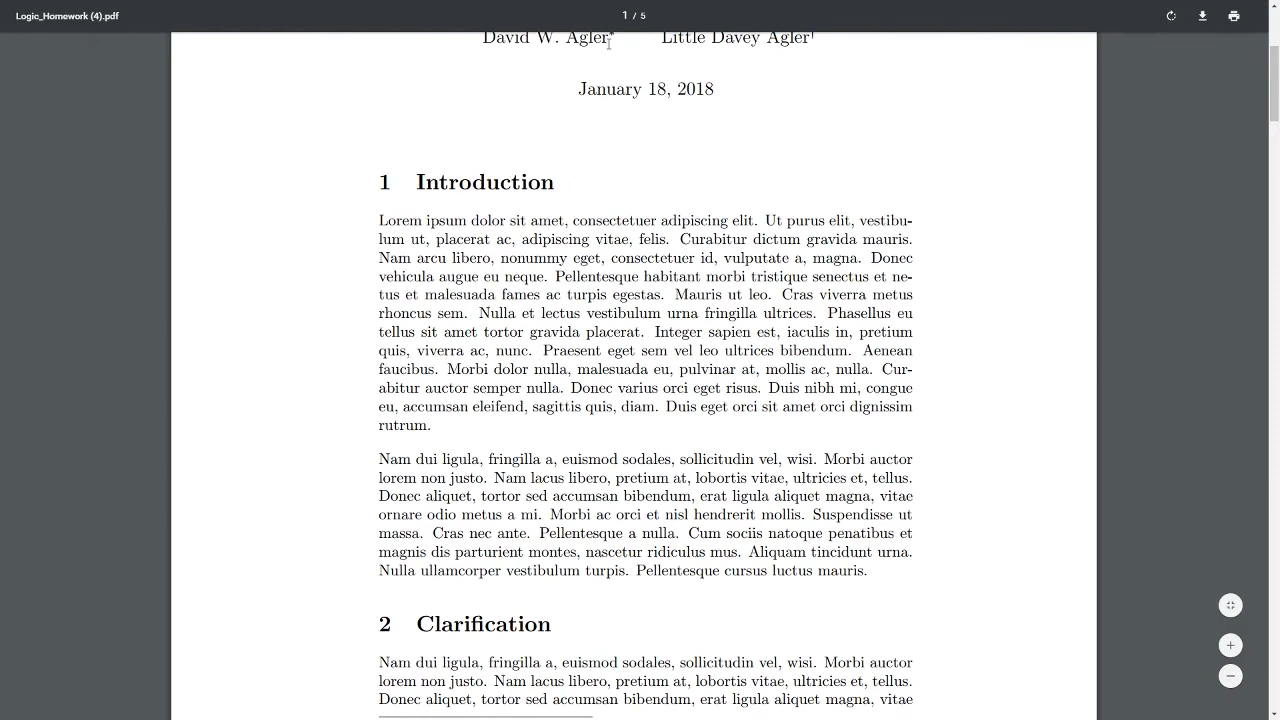 Logic_Homework (4).pdf
1 / 5
David W. Agler* Little Davey Agler†
January 18, 2018
1 Introduction
Lorem ipsum dolor sit amet, consectetuer adipiscing elit. Ut purus elit, vestibu-
lum ut, placerat ac, adipiscing vitae, felis. Curabitur dictum gravida mauris.
Nam arcu libero, nonummy eget, consectetuer id, vulputate a, magna. Donec
vehicula augue eu neque. Pellentesque habitant morbi tristique senectus et ne-
tus et malesuada fames ac turpis egestas. Mauris ut leo. Cras viverra metus
rhoncus sem. Nulla et lectus vestibulum urna fringilla ultrices. Phasellus eu
tellus sit amet tortor gravida placerat. Integer sapien est, iaculis in, pretium
quis, viverra ac, nunc. Praesent eget sem vel leo ultrices bibendum. Aenean
faucibus. Morbi dolor nulla, malesuada eu, pulvinar at, mollis ac, nulla. Cur-
abitur auctor semper nulla. Donec varius orci eget risus. Duis nibh mi, congue
eu, accumsan eleifend, sagittis quis, diam. Duis eget orci sit amet orci dignissim
rutrum.
Nam dui ligula, fringilla a, euismod sodales, sollicitudin vel, wisi. Morbi auctor
lorem non justo. Nam lacus libero, pretium at, lobortis vitae, ultricies et, tellus.
Donec aliquet, tortor sed accumsan bibendum, erat ligula aliquet magna, vitae
ornare odio metus a mi. Morbi ac orci et nisl hendrerit mollis. Suspendisse ut
massa. Cras nec ante. Pellentesque a nulla. Cum sociis natoque penatibus et
magnis dis parturient montes, nascetur ridiculus mus. Aliquam tincidunt urna.
Nulla ullamcorper vestibulum turpis. Pellentesque cursus luctus mauris.
2 Clarification
Nam dui ligula, fringilla a, euismod sodales, sollicitudin vel, wisi. Morbi auctor
lorem non justo. Nam lacus libero, pretium at, lobortis vitae, ultricies et, tellus.
Donec aliquet, tortor sed accumsan bibendum, erat ligula aliquet magna, vitae